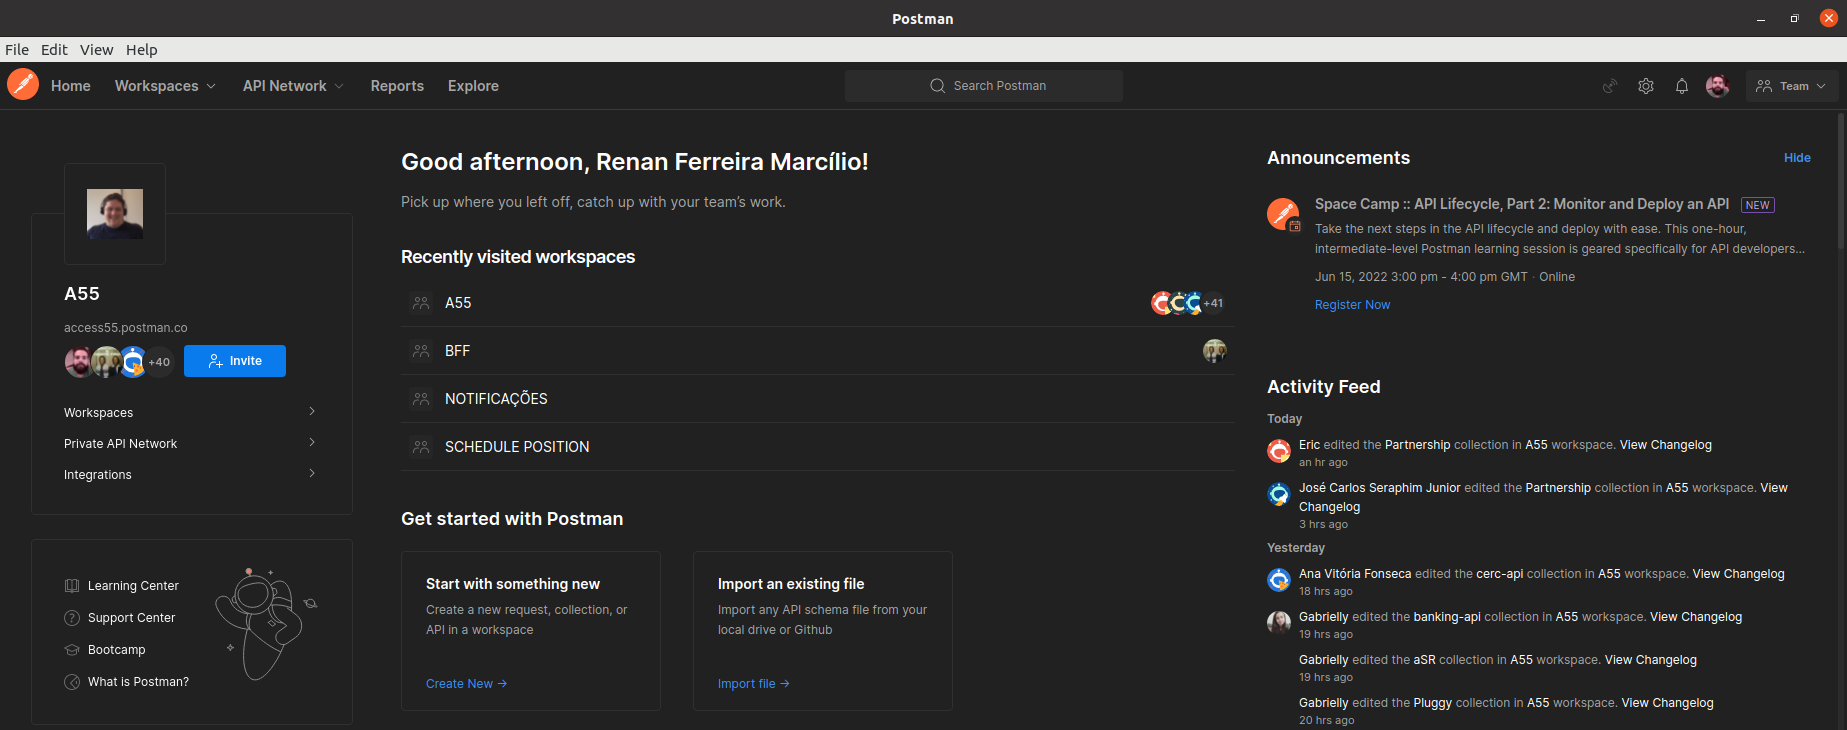 Postman
File Edit View Help
Home Workspaces API Network Reports Explore
Search Postman
Team
A55
access55.postman.co
+40
Invite
Workspaces
Private API Network
Integrations
Learning Center
Support Center
Bootcamp
What is Postman?
Good afternoon, Renan Ferreira Marcílio!
Pick up where you left off, catch up with your team’s work.
Recently visited workspaces
A55
+41
BFF
NOTIFICAÇÕES
SCHEDULE POSITION
Get started with Postman
Start with something new
Create a new request, collection, or
API in a workspace
Create New →
Import an existing file
Import any API schema file from your
local drive or Github
Import file →
Announcements
Hide
Space Camp :: API Lifecycle, Part 2: Monitor and Deploy an API NEW
Take the next steps in the API lifecycle and deploy with ease. This one-hour,
intermediate-level Postman learning session is geared specifically for API developers...
Jun 15, 2022 3:00 pm - 4:00 pm GMT · Online
Register Now
Activity Feed
Today
Eric edited the Partnership collection in A55 workspace. View Changelog
an hr ago
José Carlos Seraphim Junior edited the Partnership collection in A55 workspace. View
Changelog
3 hrs ago
Yesterday
Ana Vitória Fonseca edited the cerc-api collection in A55 workspace. View Changelog
18 hrs ago
Gabrielly edited the banking-api collection in A55 workspace. View Changelog
19 hrs ago
Gabrielly edited the aSR collection in A55 workspace. View Changelog
19 hrs ago
Gabrielly edited the Pluggy collection in A55 workspace. View Changelog
20 hrs ago